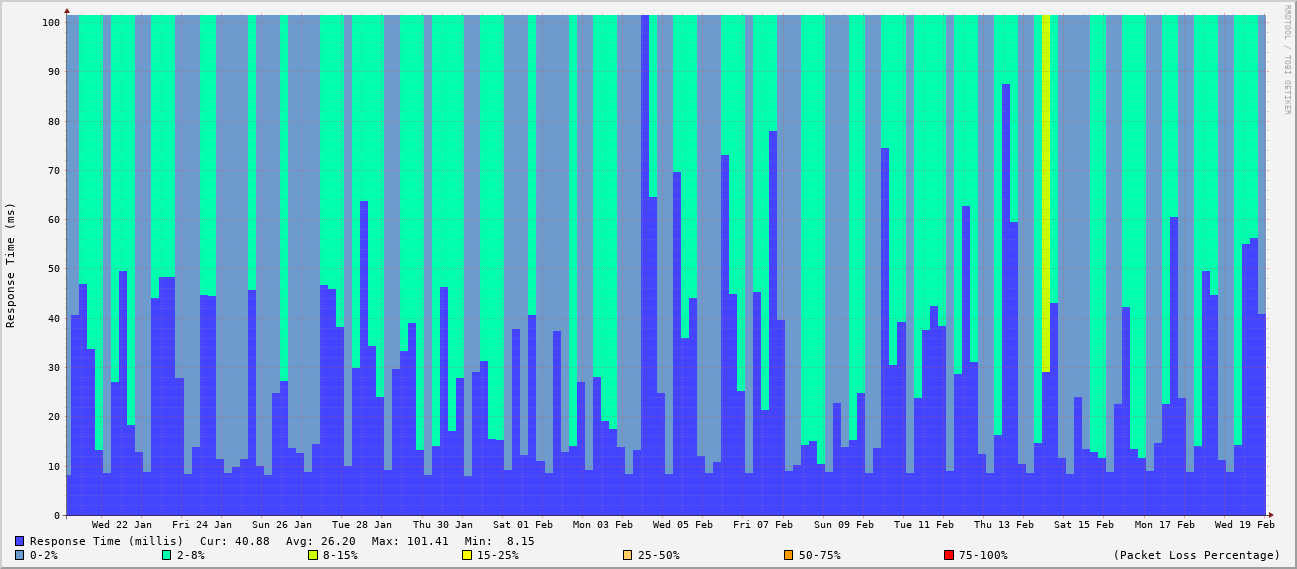 RRDTOOL / TOBI OETIKER
Response Time (ms)
100
90
80
70
60
50
40
30
20
10
0
Wed 22 Jan Fri 24 Jan Sun 26 Jan Tue 28 Jan Thu 30 Jan Sat 01 Feb Mon 03 Feb Wed 05 Feb Fri 07 Feb Sun 09 Feb Tue 11 Feb Thu 13 Feb Sat 15 Feb Mon 17 Feb Wed 19 Feb
Response Time (millis) Cur: 40.88 Avg: 26.20 Max: 101.41 Min: 8.15
0-2% 2-8% 8-15% 15-25% 25-50% 50-75% 75-100% (Packet Loss Percentage)